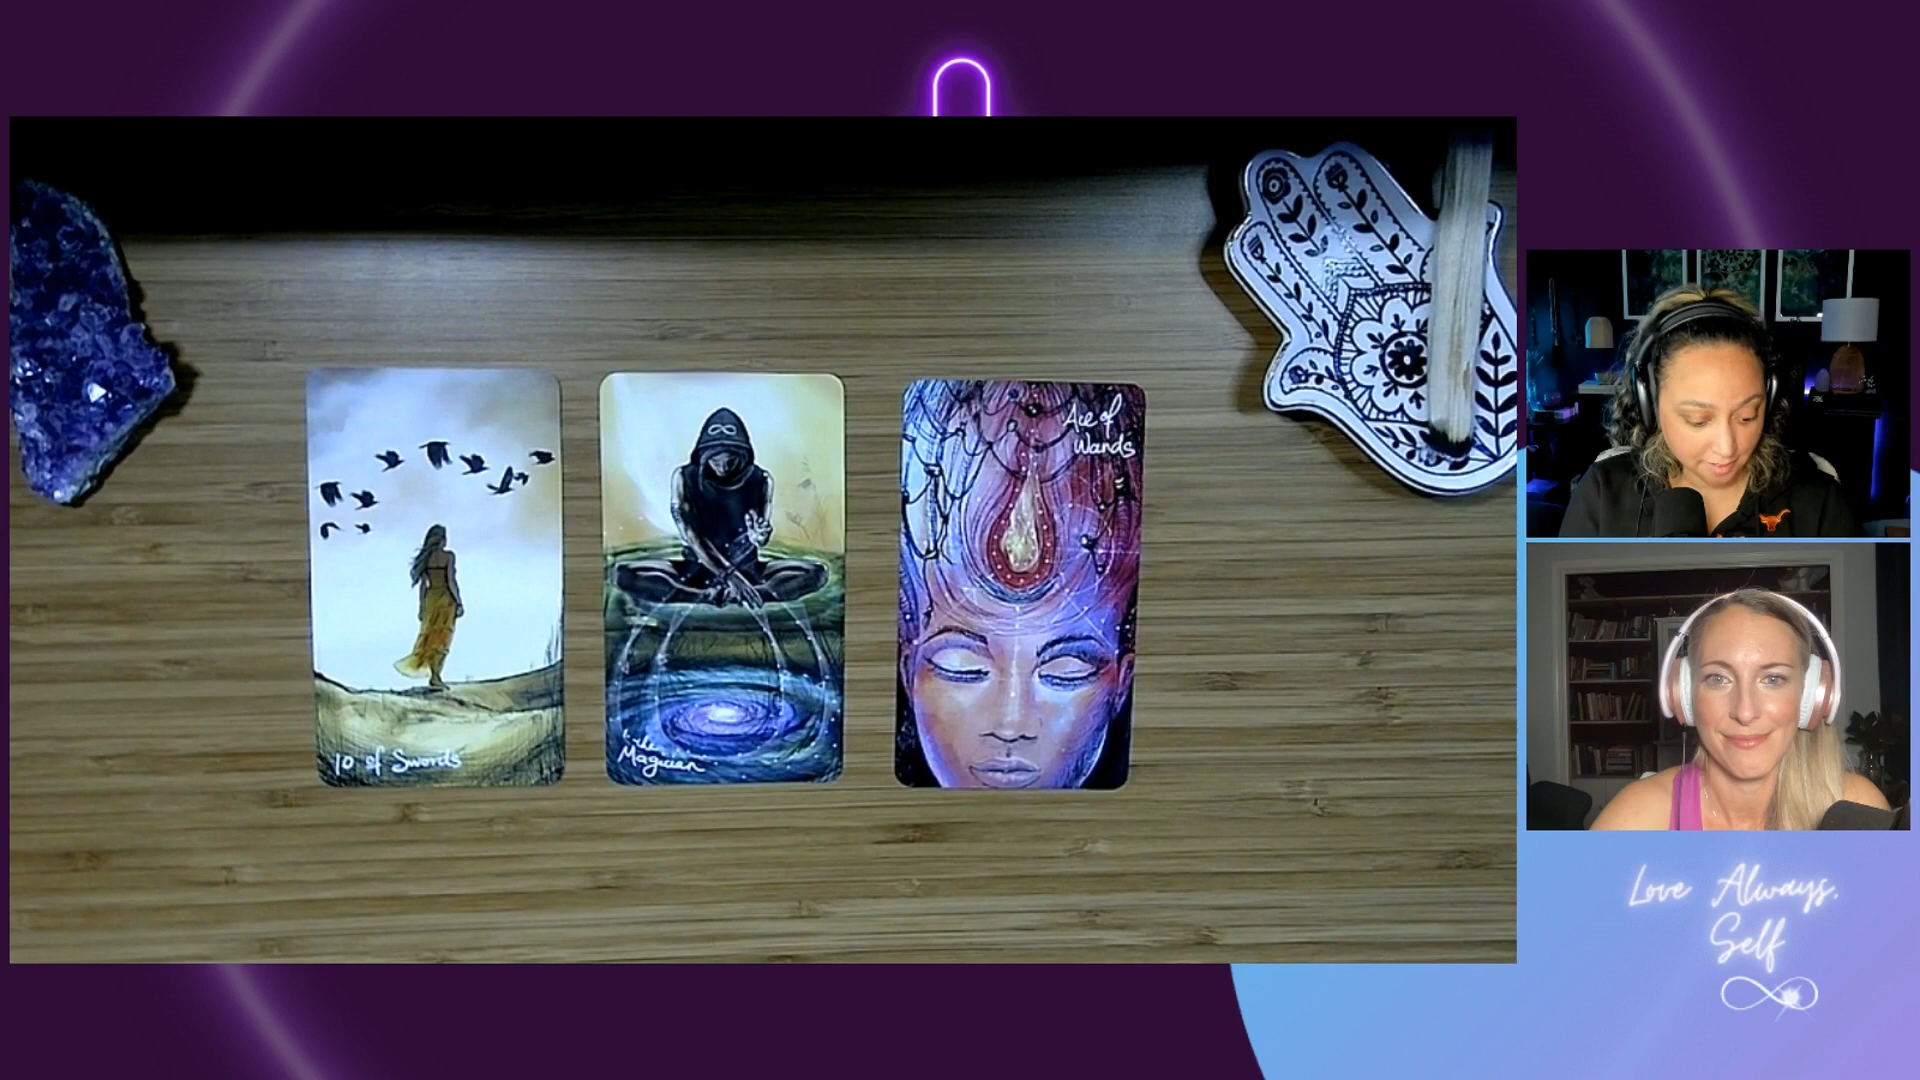 10 of Swords
the
Magician
Ace of
Wands
Love Always,
Self